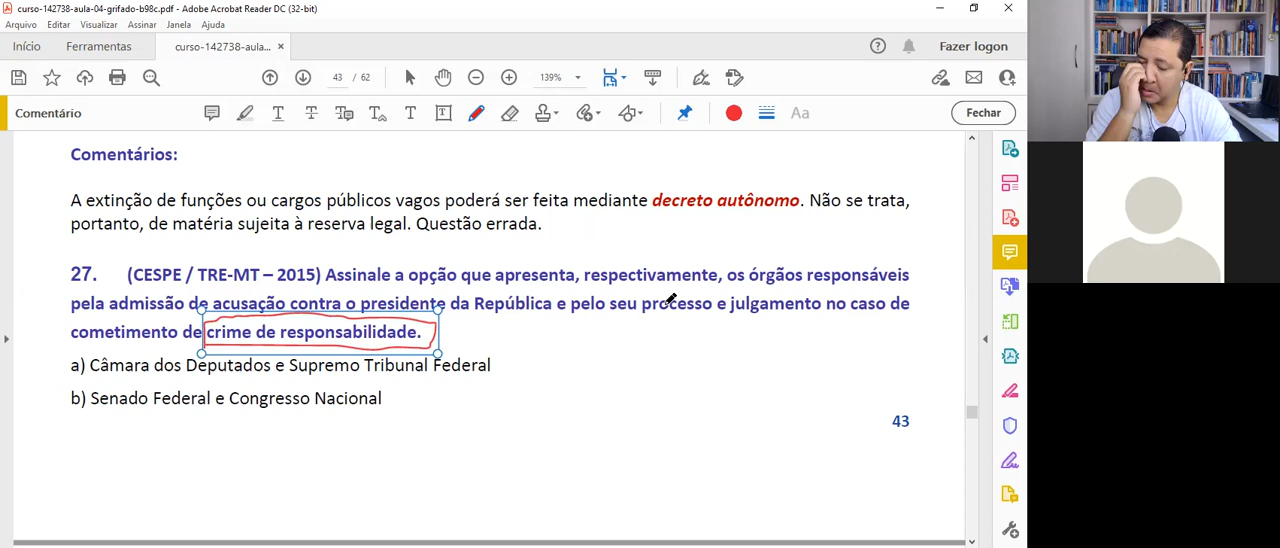 curso-142738-aula-04-grifado-b98c.pdf - Adobe Acrobat Reader DC (32-bit)
Arquivo Editar Visualizar Assinar Janela Ajuda
Início Ferramentas curso-142738-aula... × Fazer logon
43 / 62 139%
Comentário Aa Fechar
Comentários:
A extinção de funções ou cargos públicos vagos poderá ser feita mediante decreto autônomo. Não se trata,
portanto, de matéria sujeita à reserva legal. Questão errada.
27. (CESPE / TRE-MT – 2015) Assinale a opção que apresenta, respectivamente, os órgãos responsáveis
pela admissão de acusação contra o presidente da República e pelo seu processo e julgamento no caso de
cometimento de crime de responsabilidade.
a) Câmara dos Deputados e Supremo Tribunal Federal
b) Senado Federal e Congresso Nacional
43